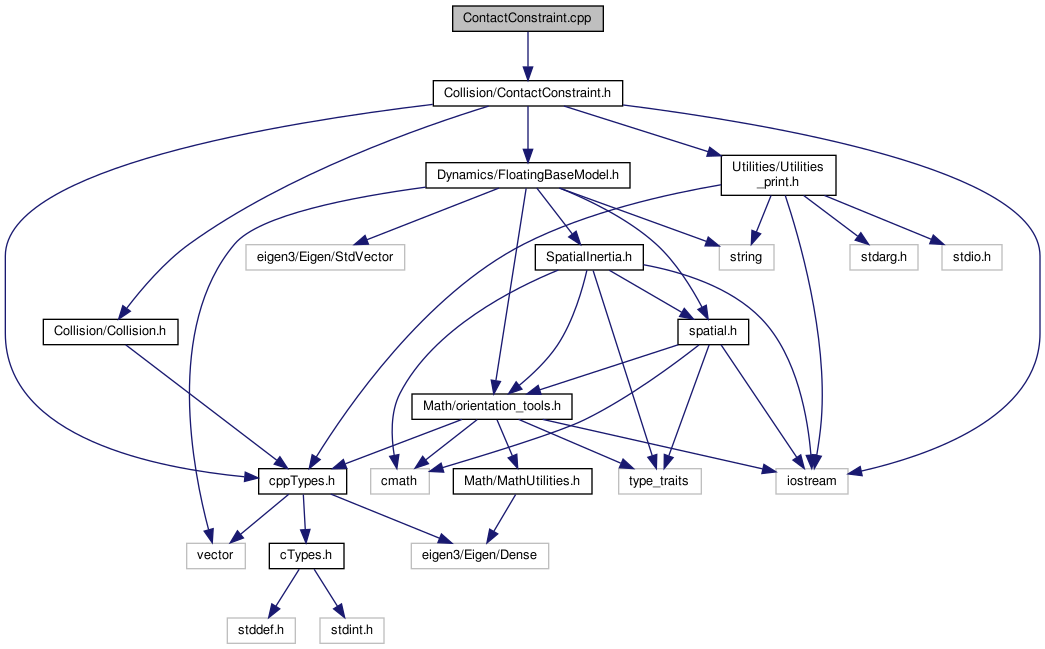 ContactConstraint.cpp
Collision/ContactConstraint.h
Utilities/Utilities
_print.h
Dynamics/FloatingBaseModel.h
eigen3/Eigen/StdVector
SpatialInertia.h
string
stdarg.h
stdio.h
Collision/Collision.h
spatial.h
Math/orientation_tools.h
cppTypes.h
cmath
Math/MathUtilities.h
type_traits
iostream
vector
cTypes.h
eigen3/Eigen/Dense
stddef.h
stdint.h